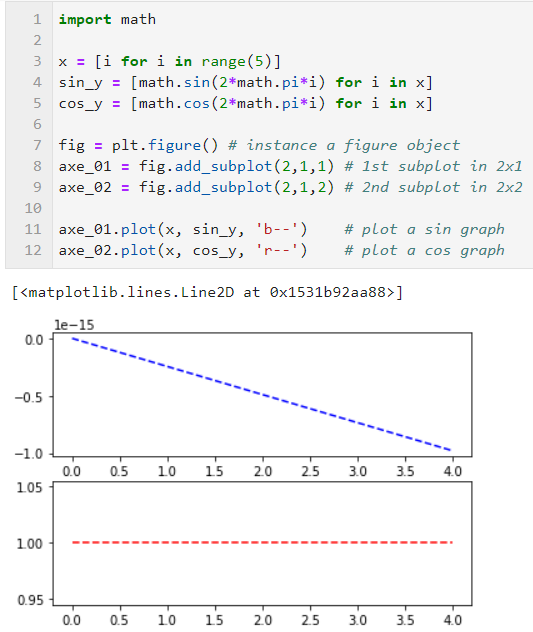 1 import math
2
3 x = [i for i in range(5)]
4 sin_y = [math.sin(2*math.pi*i) for i in x]
5 cos_y = [math.cos(2*math.pi*i) for i in x]
6
7 fig = plt.figure() # instance a figure object
8 axe_01 = fig.add_subplot(2,1,1) # 1st subplot in 2x1
9 axe_02 = fig.add_subplot(2,1,2) # 2nd subplot in 2x2
10
11 axe_01.plot(x, sin_y, 'b--')    # plot a sin graph
12 axe_02.plot(x, cos_y, 'r--')    # plot a cos graph
[<matplotlib.lines.Line2D at 0x1531b92aa88>]
1e−15
0.0
−0.5
−1.0
0.0 0.5 1.0 1.5 2.0 2.5 3.0 3.5 4.0
1.05
1.00
0.95
0.0 0.5 1.0 1.5 2.0 2.5 3.0 3.5 4.0